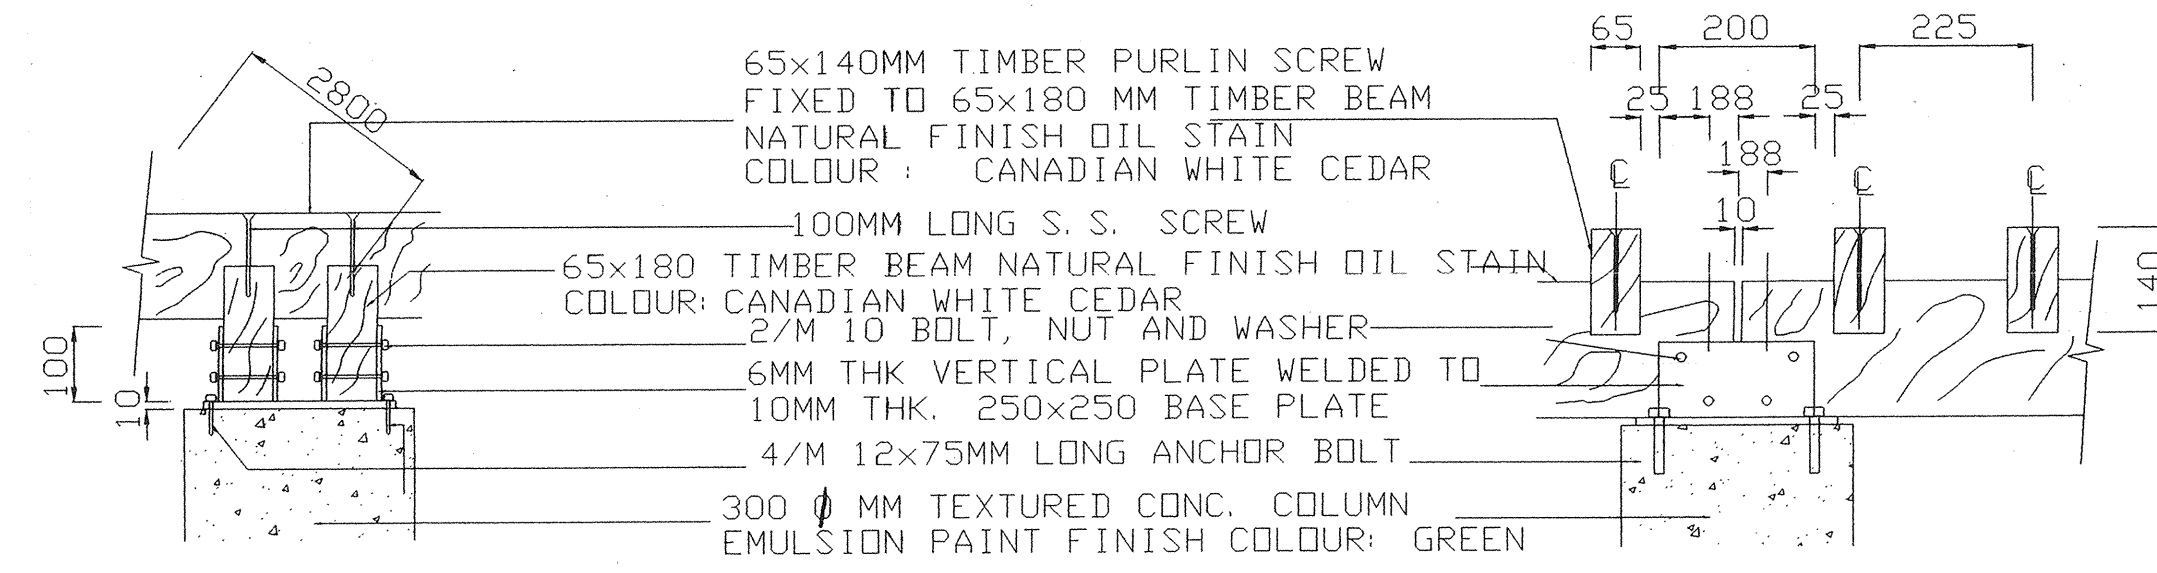 65x140MM TIMBER PURLIN SCREW
FIXED TO 65x180 MM TIMBER BEAM
NATURAL FINISH OIL STAIN
COLOUR : CANADIAN WHITE CEDAR
100MM LONG S.S. SCREW
65x180 TIMBER BEAM NATURAL FINISH OIL STAIN
COLOUR: CANADIAN WHITE CEDAR
2/M 10 BOLT, NUT AND WASHER
6MM THK VERTICAL PLATE WELDED TO
10MM THK. 250x250 BASE PLATE
4/M 12x75MM LONG ANCHOR BOLT
300 ϕ MM TEXTURED CONC. COLUMN
EMULSION PAINT FINISH COLOUR: GREEN
2800
100
10
65
200
225
25
188
25
188
10
℄
℄
℄
140